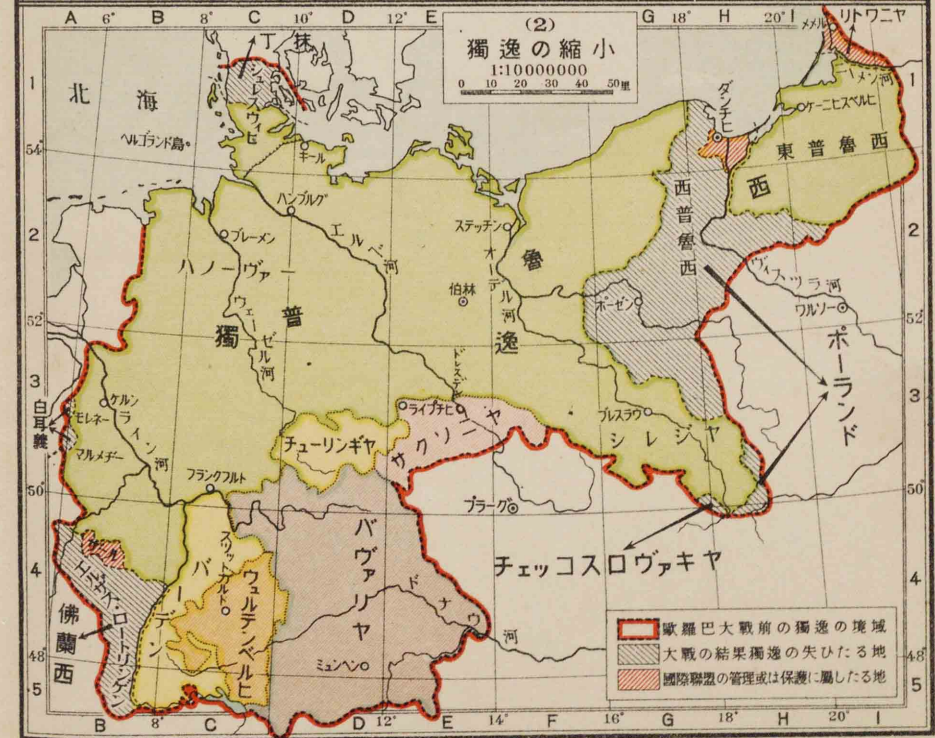 A 6° B 8° C 10° D 12° E
G 18° H 20° I
(2)
獨逸の縮小
1:10000000
0 10 20 30 40 50里
丁抹
メメル
リトワニヤ
メメン河
1
1
北海
シュレスウィヒ
ダンチヒ
ケーニヒスベルヒ
ヘルゴランド島
54°
キール
東普魯西
西
西普魯西
ハンブルグ
2
2
ブレーメン
エルベ河
ステッチン
オーデル河
魯
ハノーヴァー
伯林
ポーゼン
ヴィスツラ河
ワルソー
52°
52°
獨
普
ウェーゼル河
逸
ポーランド
3
3
ドレスデン
白耳義
ケルン
モレネー
マルメヂー
ライン河
ライプチヒ
ブレスラウ
チューリンギヤ
サクソニヤ
シレジヤ
フランクフルト
50°
50°
プラーグ
バヴァリヤ
チェッコスロヴァキヤ
4
4
エルザス・ロートリンゲン
佛蘭西
バーデン
スツットガルト
ウュルテンベルヒ
ドナウ河
ミュンヘン
48°
48°
歐羅巴大戰前の獨逸の境域
大戰の結果獨逸の失ひたる地
國際聯盟の管理或は保護に屬したる地
5
5
B 8° C 10° D 12° E 14° F 16° G 18° H 20° I